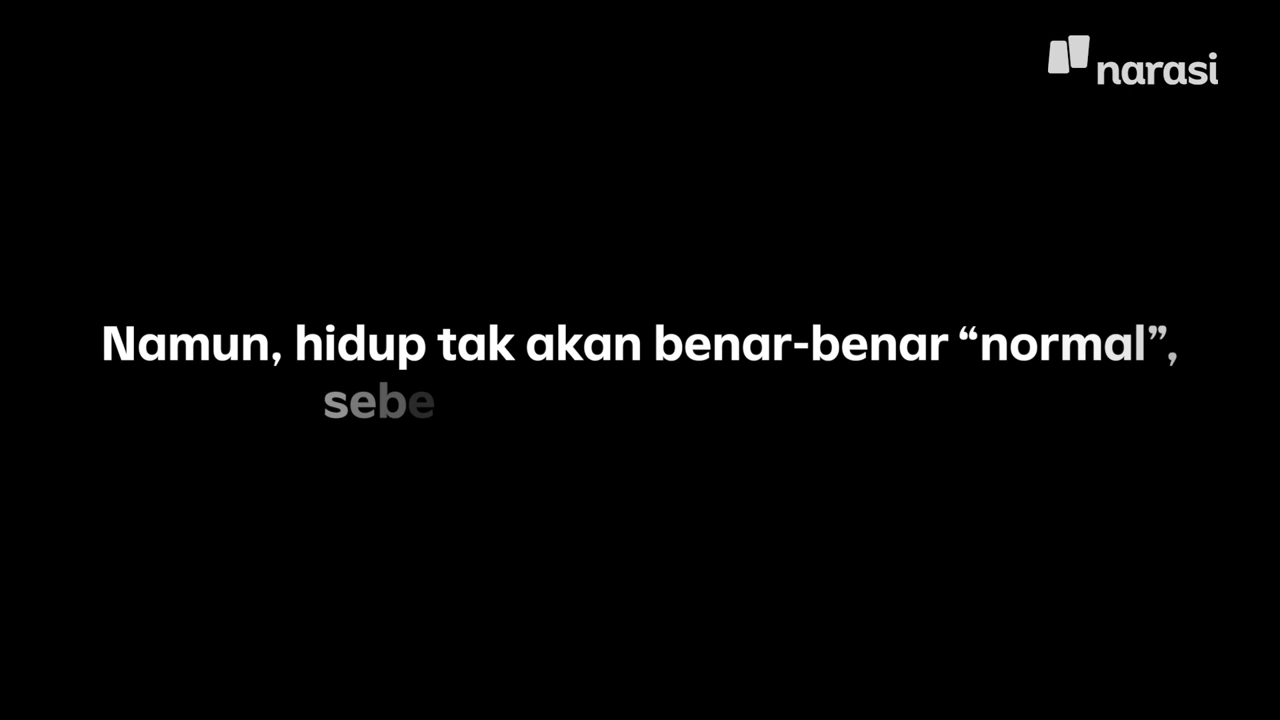 narasi
Namun, hidup tak akan benar-benar “normal”,
sebe